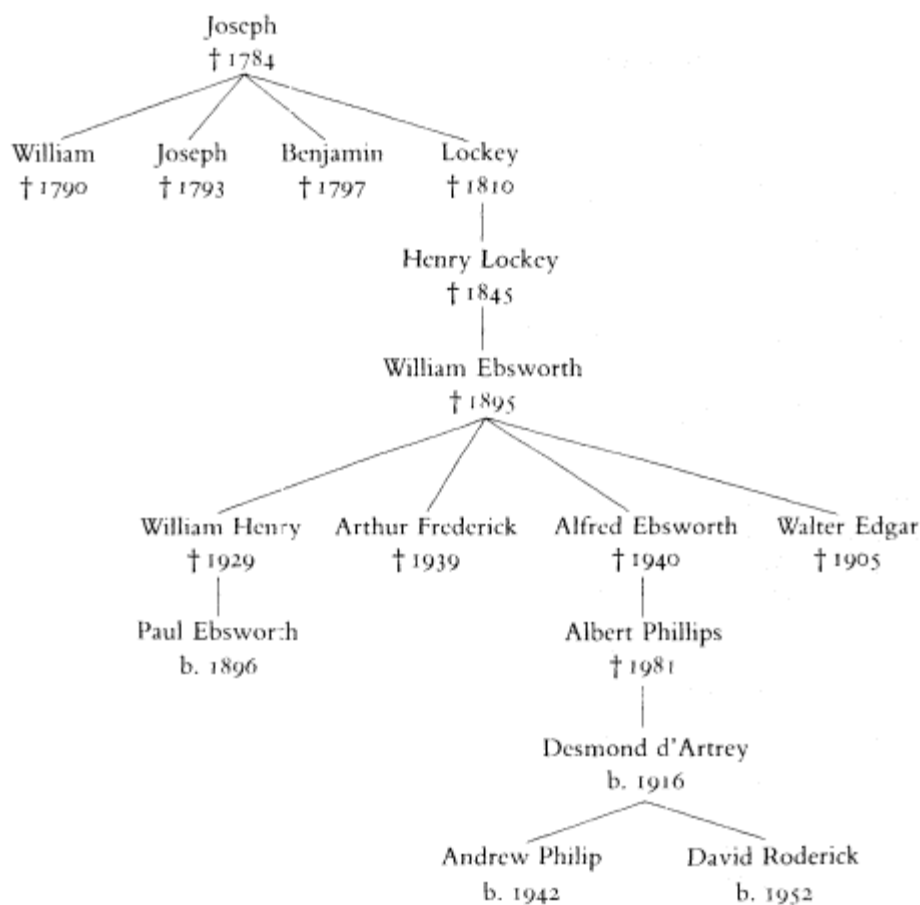 Joseph
† 1784
William Joseph Benjamin Lockey
† 1790 † 1793 † 1797 † 1810
Henry Lockey
† 1845
William Ebsworth
† 1895
William Henry Arthur Frederick Alfred Ebsworth Walter Edgar
† 1929 † 1939 † 1940 † 1905
Paul Ebsworth Albert Phillips
b. 1896 † 1981
Desmond d'Artrey
b. 1916
Andrew Philip David Roderick
b. 1942 b. 1952